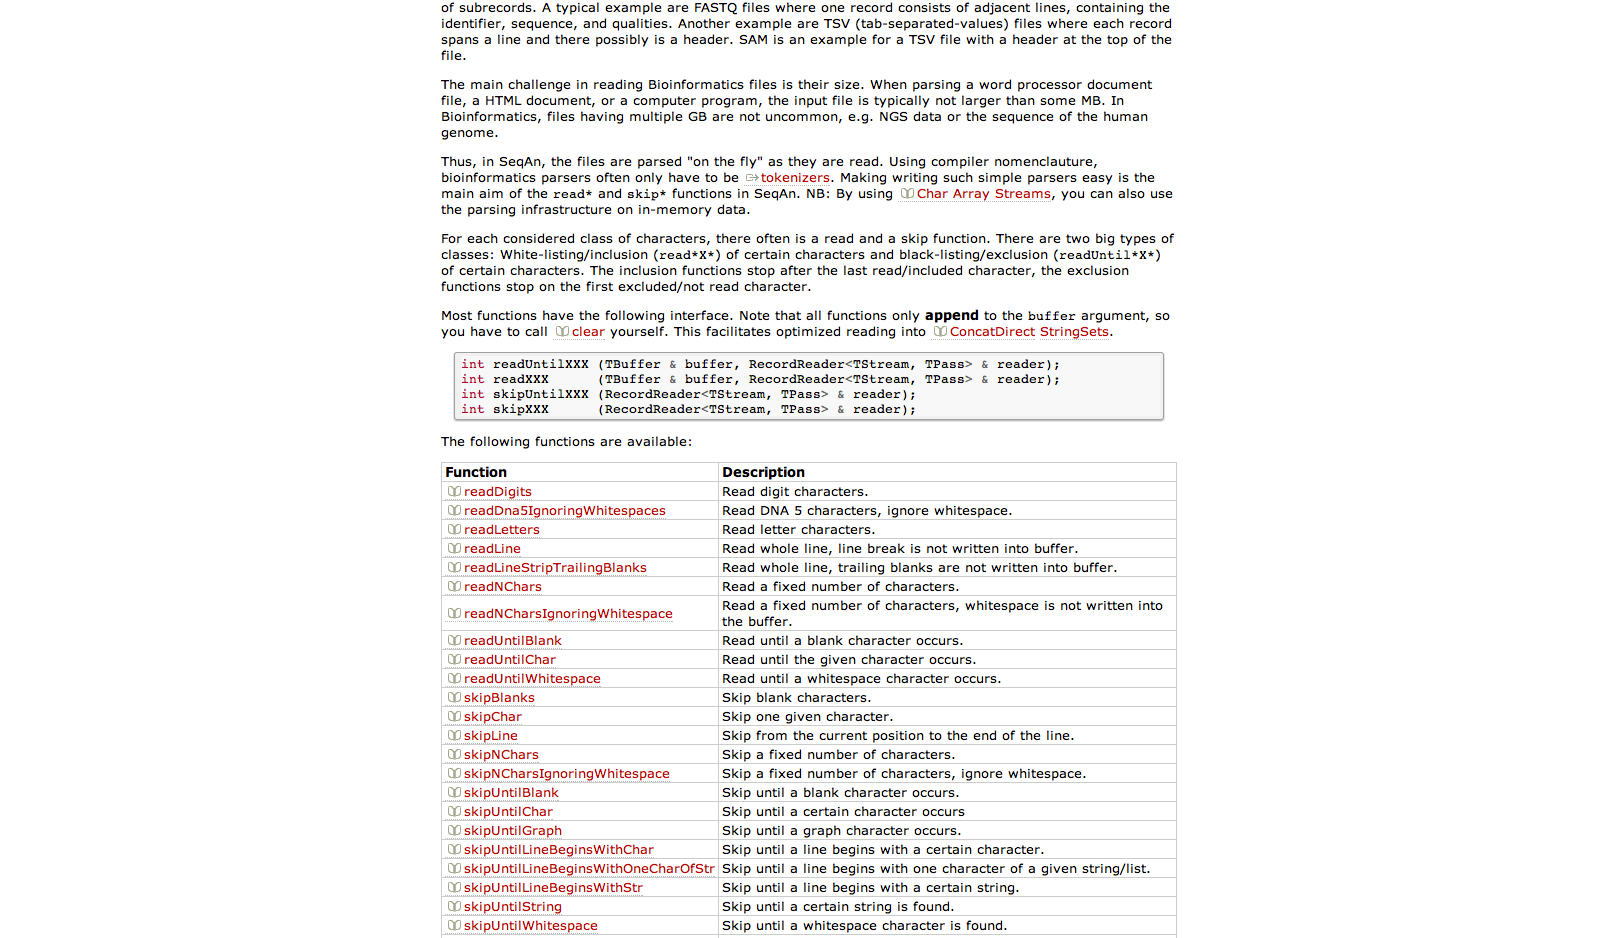 of subrecords. A typical example are FASTQ files where one record consists of adjacent lines, containing the
identifier, sequence, and qualities. Another example are TSV (tab-separated-values) files where each record
spans a line and there possibly is a header. SAM is an example for a TSV file with a header at the top of the
file.
The main challenge in reading Bioinformatics files is their size. When parsing a word processor document
file, a HTML document, or a computer program, the input file is typically not larger than some MB. In
Bioinformatics, files having multiple GB are not uncommon, e.g. NGS data or the sequence of the human
genome.
Thus, in SeqAn, the files are parsed "on the fly" as they are read. Using compiler nomenclauture,
bioinformatics parsers often only have to be tokenizers. Making writing such simple parsers easy is the
main aim of the read* and skip* functions in SeqAn. NB: By using Char Array Streams, you can also use
the parsing infrastructure on in-memory data.
For each considered class of characters, there often is a read and a skip function. There are two big types of
classes: White-listing/inclusion (read*X*) of certain characters and black-listing/exclusion (readUntil*X*)
of certain characters. The inclusion functions stop after the last read/included character, the exclusion
functions stop on the first excluded/not read character.
Most functions have the following interface. Note that all functions only append to the buffer argument, so
you have to call clear yourself. This facilitates optimized reading into ConcatDirect StringSets.
int readUntilXXX (TBuffer & buffer, RecordReader<TStream, TPass> & reader);
int readXXX      (TBuffer & buffer, RecordReader<TStream, TPass> & reader);
int skipUntilXXX (RecordReader<TStream, TPass> & reader);
int skipXXX      (RecordReader<TStream, TPass> & reader);
The following functions are available:
Function Description
readDigits Read digit characters.
readDna5IgnoringWhitespaces Read DNA 5 characters, ignore whitespace.
readLetters Read letter characters.
readLine Read whole line, line break is not written into buffer.
readLineStripTrailingBlanks Read whole line, trailing blanks are not written into buffer.
readNChars Read a fixed number of characters.
readNCharsIgnoringWhitespace Read a fixed number of characters, whitespace is not written into
the buffer.
readUntilBlank Read until a blank character occurs.
readUntilChar Read until the given character occurs.
readUntilWhitespace Read until a whitespace character occurs.
skipBlanks Skip blank characters.
skipChar Skip one given character.
skipLine Skip from the current position to the end of the line.
skipNChars Skip a fixed number of characters.
skipNCharsIgnoringWhitespace Skip a fixed number of characters, ignore whitespace.
skipUntilBlank Skip until a blank character occurs.
skipUntilChar Skip until a certain character occurs
skipUntilGraph Skip until a graph character occurs.
skipUntilLineBeginsWithChar Skip until a line begins with a certain character.
skipUntilLineBeginsWithOneCharOfStr Skip until a line begins with one character of a given string/list.
skipUntilLineBeginsWithStr Skip until a line begins with a certain string.
skipUntilString Skip until a certain string is found.
skipUntilWhitespace Skip until a whitespace character is found.